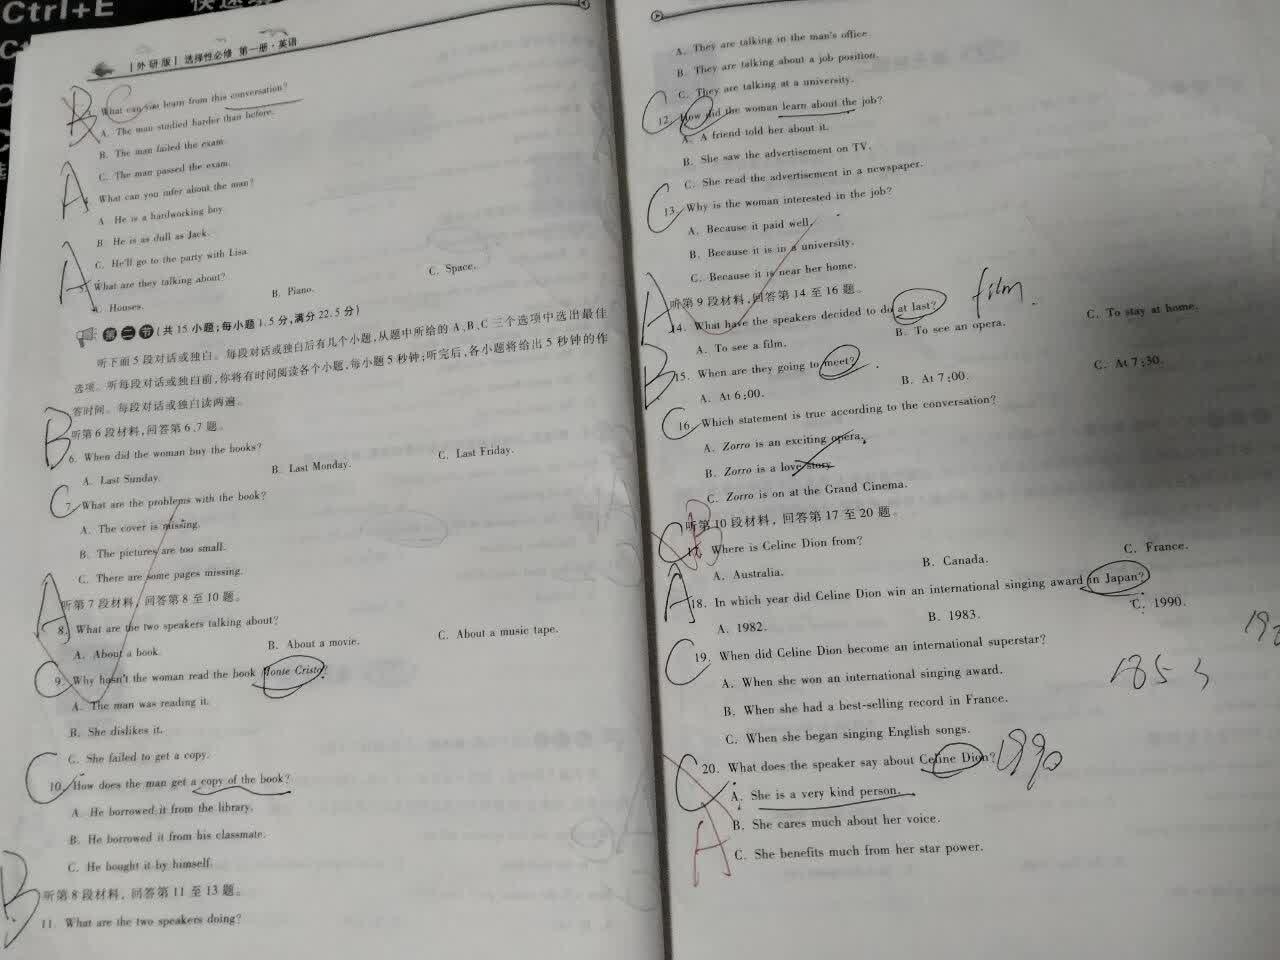 Ctrl+E
快速
|外研版| 选择性必修 第一册·英语
B C
What can you learn from this conversation?
A. The man studied harder than before.
B. The man failed the exam.
C. The man passed the exam.
A
What can you infer about the man?
A He is a hardworking boy.
B He is as dull as Jack.
C. He'll go to the party with Lisa.
A
What are they talking about?
A. Houses.
B. Piano.
C. Space.
第二节 (共 15 小题;每小题 1.5 分,满分 22.5 分)
听下面 5 段对话或独白。每段对话或独白后有几个小题,从题中所给的 A、B、C 三个选项中选出最佳
选项。听每段对话或独白前,你将有时间阅读各个小题,每小题 5 秒钟;听完后,各小题将给出 5 秒钟的作
答时间。每段对话或独白读两遍。
听第 6 段材料,回答第 6、7 题。
B
6. When did the woman buy the books?
A. Last Sunday.
B. Last Monday.
C. Last Friday.
C
7. What are the problems with the book?
A. The cover is missing.
B. The pictures are too small.
C. There are some pages missing.
听第 7 段材料,回答第 8 至 10 题。
A
8. What are the two speakers talking about?
A. About a book.
B. About a movie.
C. About a music tape.
C
9. Why hasn't the woman read the book Monte Cristo?
A. The man was reading it.
B. She dislikes it.
C. She failed to get a copy.
C
10. How does the man get a copy of the book?
A. He borrowed it from the library.
B. He borrowed it from his classmate.
C. He bought it by himself.
听第 8 段材料,回答第 11 至 13 题。
B
11. What are the two speakers doing?
A. They are talking in the man's office.
B. They are talking about a job position.
C. They are talking at a university.
C
12. How did the woman learn about the job?
A. A friend told her about it.
B. She saw the advertisement on TV.
C. She read the advertisement in a newspaper.
C
13. Why is the woman interested in the job?
A. Because it paid well.
B. Because it is in a university.
C. Because it is near her home.
听第 9 段材料,回答第 14 至 16 题。
A
14. What have the speakers decided to do at last?
film.
A. To see a film.
B. To see an opera.
C. To stay at home.
B
15. When are they going to meet?
A. At 6:00.
B. At 7:00.
C. At 7:30.
C
16. Which statement is true according to the conversation?
A. Zorro is an exciting opera.
B. Zorro is a love story
C. Zorro is on at the Grand Cinema.
听第 10 段材料,回答第 17 至 20 题。
C B
17. Where is Celine Dion from?
A. Australia.
B. Canada.
C. France.
A
18. In which year did Celine Dion win an international singing award in Japan?
A. 1982.
B. 1983.
C. 1990.
C
19. When did Celine Dion become an international superstar?
A. When she won an international singing award.
B. When she had a best-selling record in France.
C. When she began singing English songs.
C
20. What does the speaker say about Celine Dion?
1990
A. She is a very kind person.
B. She cares much about her voice.
A
C. She benefits much from her star power.